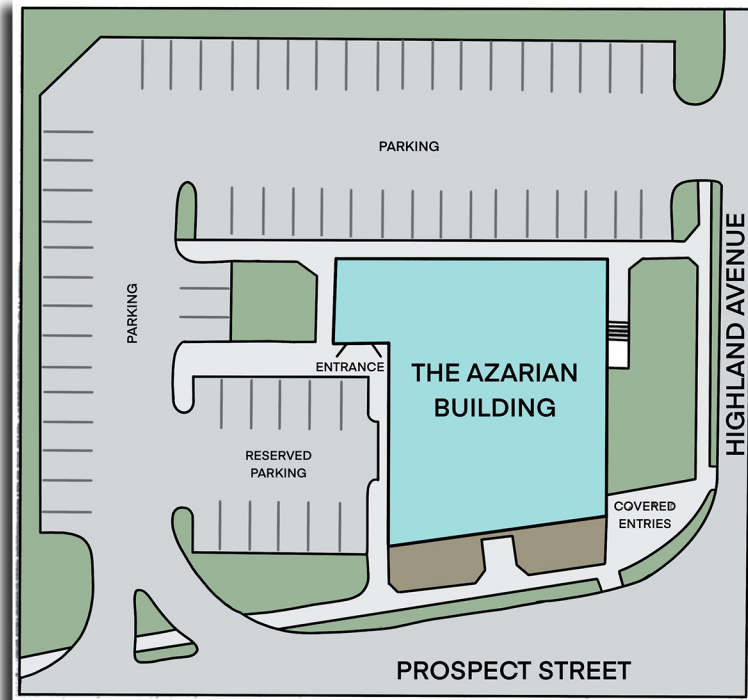 PARKING
HIGHLAND AVENUE
PARKING
ENTRANCE
THE AZARIAN
BUILDING
RESERVED
PARKING
COVERED
ENTRIES
PROSPECT STREET